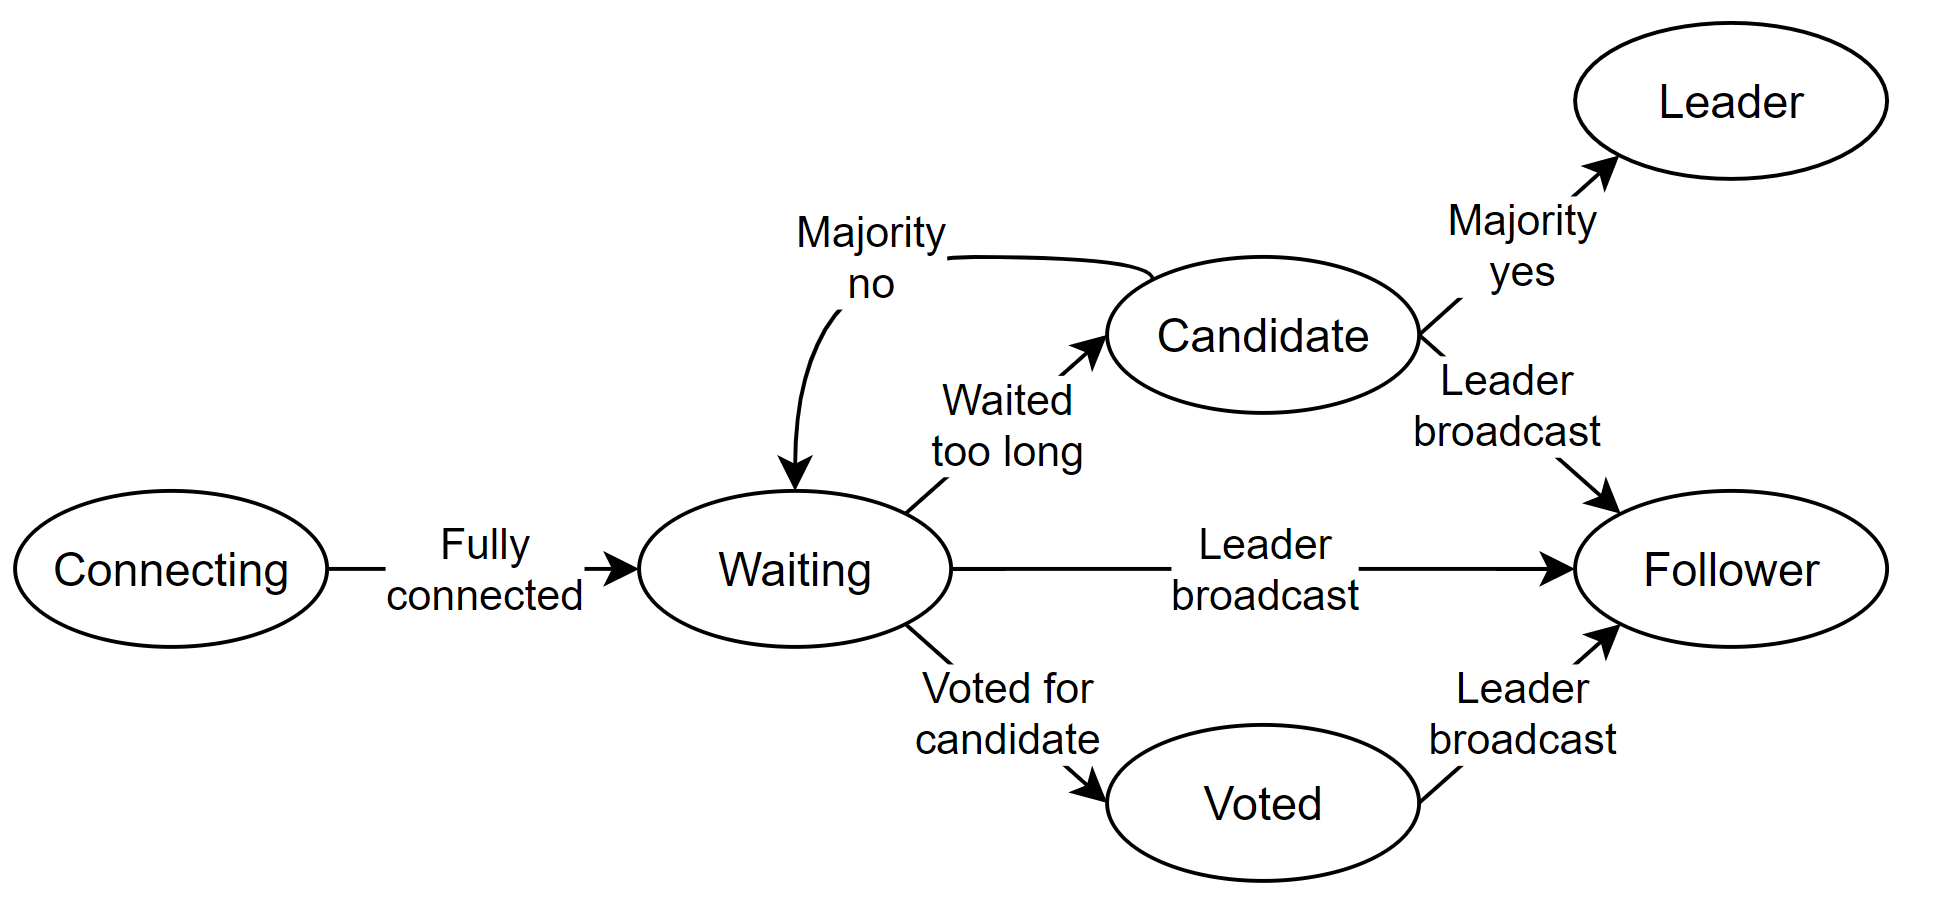 Leader
Majority
yes
Majority
no
Candidate
Leader
broadcast
Waited
too long
Connecting
Fully
connected
Waiting
Leader
broadcast
Follower
Voted for
candidate
Leader
broadcast
Voted